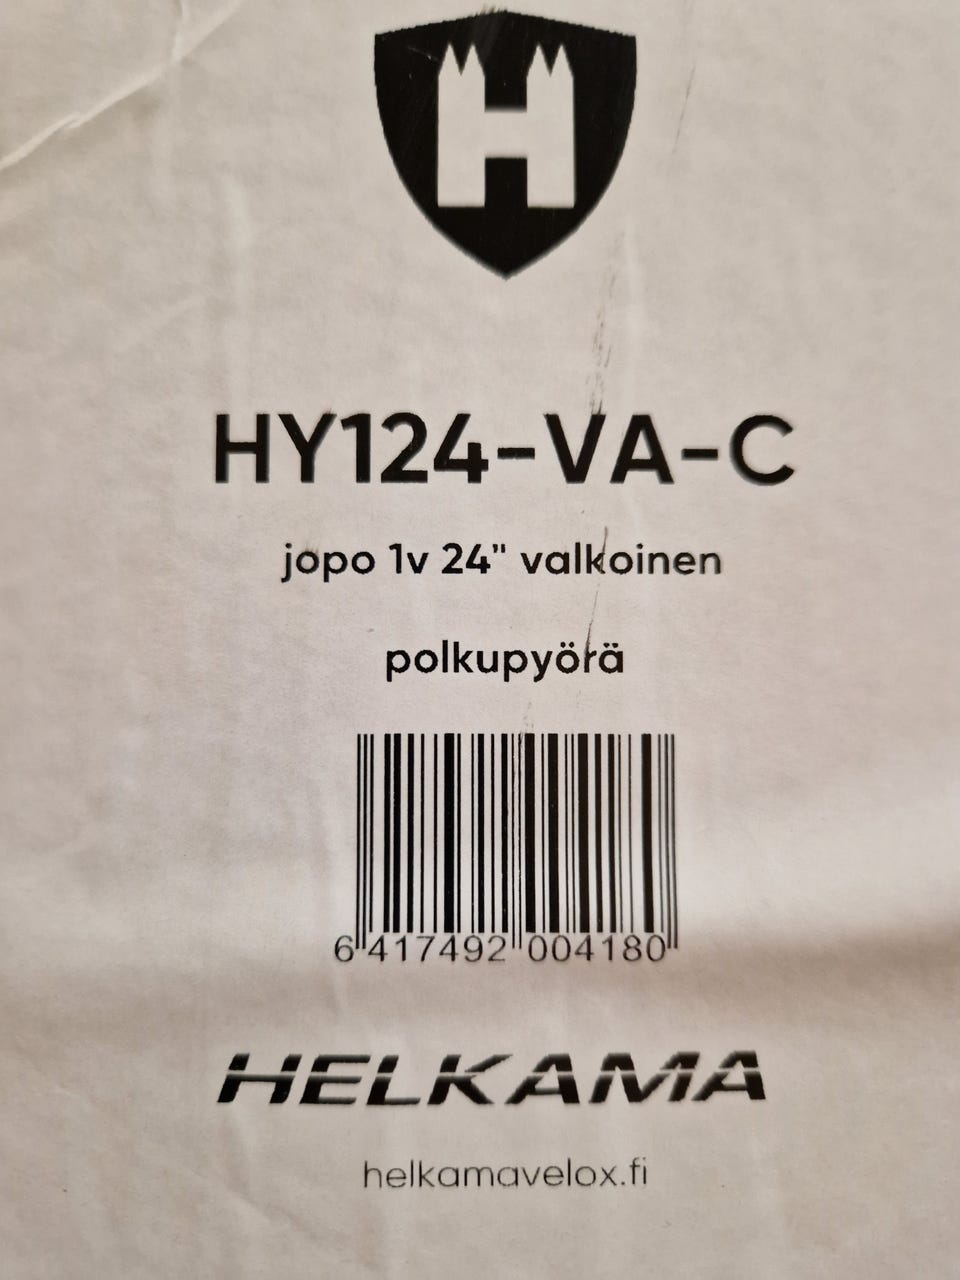 H
HY124-VA-C
jopo 1v 24" valkoinen
polkupyörä
6 417492 004180
HELKAMA
helkamavelox.fi